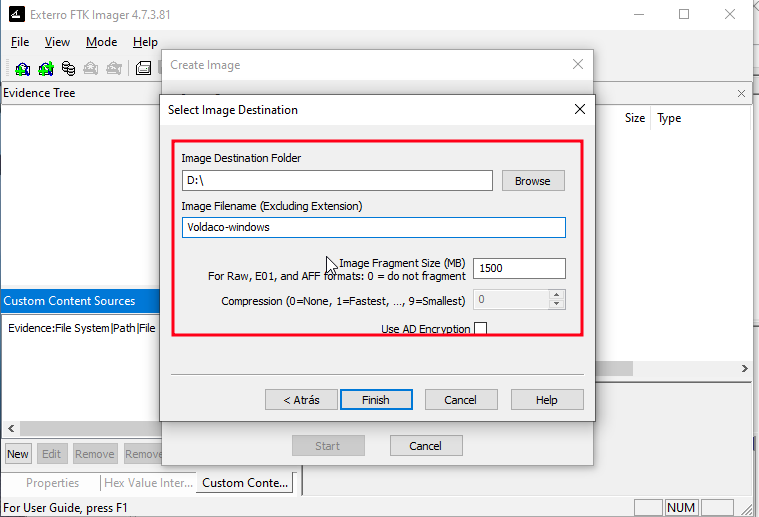 Exterro FTK Imager 4.7.3.81
File View Mode Help
Create Image
Evidence Tree
Size Type
Select Image Destination
Image Destination Folder
D:\
Browse
Image Filename (Excluding Extension)
Voldaco-windows
Image Fragment Size (MB)
For Raw, E01, and AFF formats: 0 = do not fragment
1500
Compression (0=None, 1=Fastest, ..., 9=Smallest)
0
Use AD Encryption
Custom Content Sources
Evidence:File System|Path|File
< Atrás Finish Cancel Help
Start Cancel
New Edit Remove Remov
Properties Hex Value Inter... Custom Conte...
For User Guide, press F1
NUM